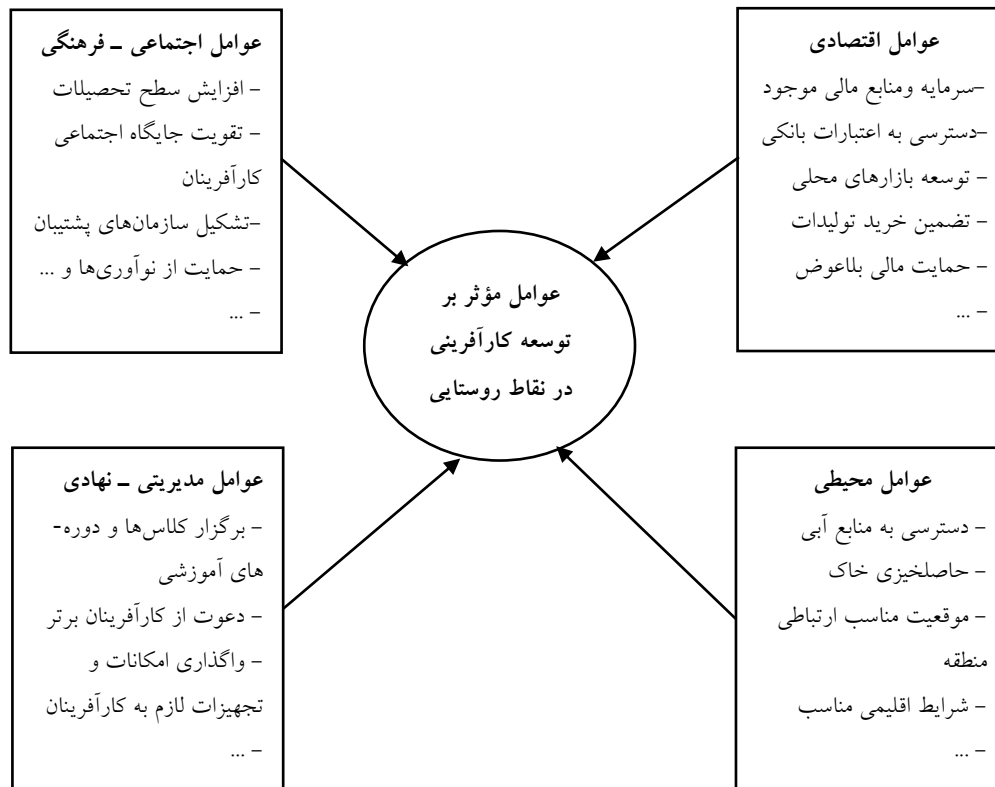 عوامل اقتصادی
–سرمایه ومنابع مالی موجود
–دسترسی به اعتبارات بانکی
– توسعه بازارهای محلی
– تضمین خرید تولیدات
– حمایت مالی بلاعوض
– ...
عوامل اجتماعی – فرهنگی
– افزایش سطح تحصیلات
– تقویت جایگاه اجتماعی
کارآفرینان
–تشکیل سازمان‌های پشتیبان
– حمایت از نوآوری‌ها و ...
– ...
عوامل مؤثر بر
توسعه کارآفرینی
در نقاط روستایی
عوامل محیطی
– دسترسی به منابع آبی
– حاصلخیزی خاک
– موقعیت مناسب ارتباطی
منطقه
– شرایط اقلیمی مناسب
– ...
عوامل مدیریتی – نهادی
– برگزار کلاس‌ها و دوره-
های آموزشی
– دعوت از کارآفرینان برتر
– واگذاری امکانات و
تجهیزات لازم به کارآفرینان
– ...